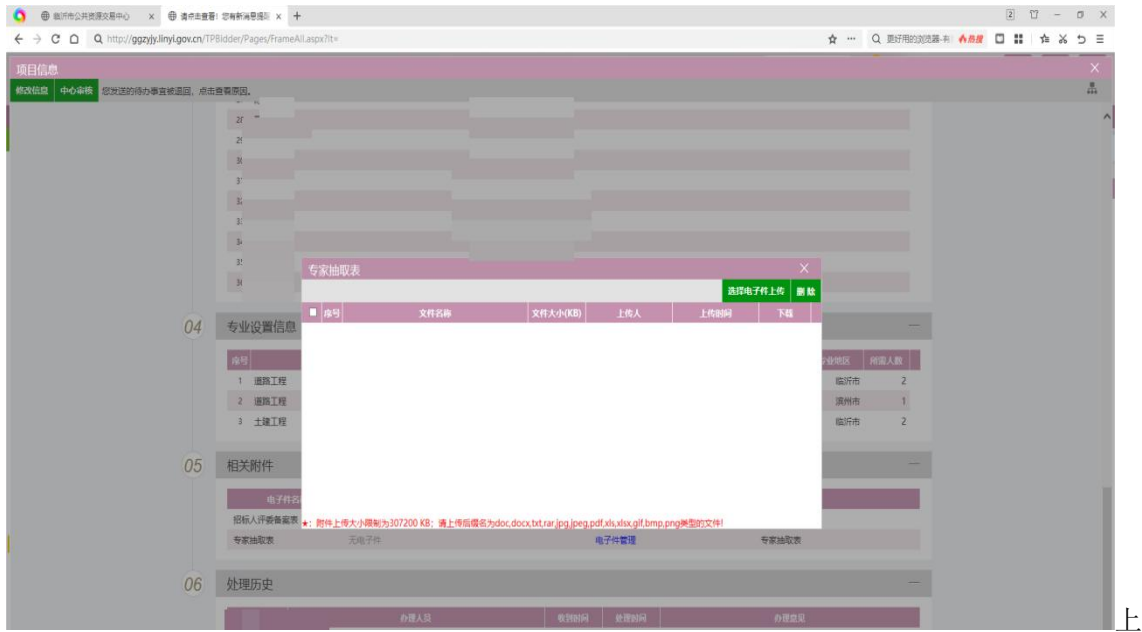 临沂市公共资源交易中心 × 请点击查看！您有新消息提醒 × +
http://ggzyjy.linyi.gov.cn/TPBidder/Pages/FrameAll.aspx?lt= 更好用的浏览器-有 热搜
项目信息
修改信息 中心审核 您发送的待办事宜被退回，点击查看原因。
29
专家抽取表
选择电子件上传 删除
序号 文件名称 文件大小(KB) 上传人 上传时间 下载
04 专业设置信息
序号 专业地区 所需人数
1 道路工程 临沂市 2
2 道路工程 滨州市 1
3 土建工程 临沂市 2
05 相关附件
电子件名
招标人评委备案表
★：附件上传大小限制为307200 KB；请上传后缀名为doc,docx,txt,rar,jpg,jpeg,pdf,xls,xlsx,gif,bmp,png类型的文件!
专家抽取表 无电子件 电子件管理 专家抽取表
06 处理历史
办理人员 收到时间 处理时间 办理意见
上